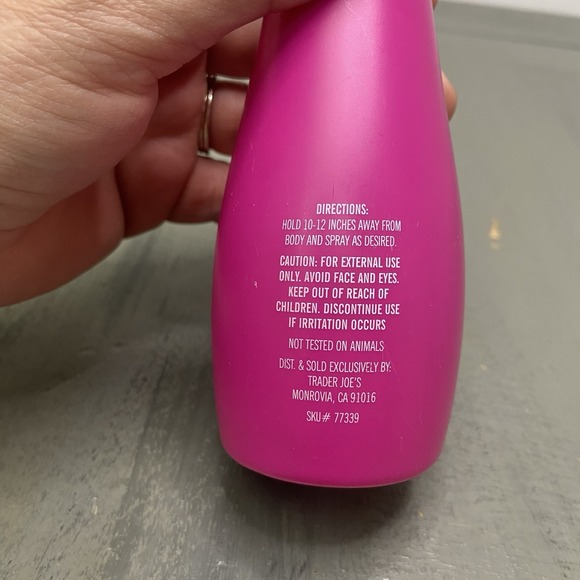 DIRECTIONS:
HOLD 10-12 INCHES AWAY FROM
BODY AND SPRAY AS DESIRED.
CAUTION: FOR EXTERNAL USE
ONLY. AVOID FACE AND EYES.
KEEP OUT OF REACH OF
CHILDREN. DISCONTINUE USE
IF IRRITATION OCCURS
NOT TESTED ON ANIMALS
DIST. & SOLD EXCLUSIVELY BY:
TRADER JOE'S
MONROVIA, CA 91016
SKU# 77339